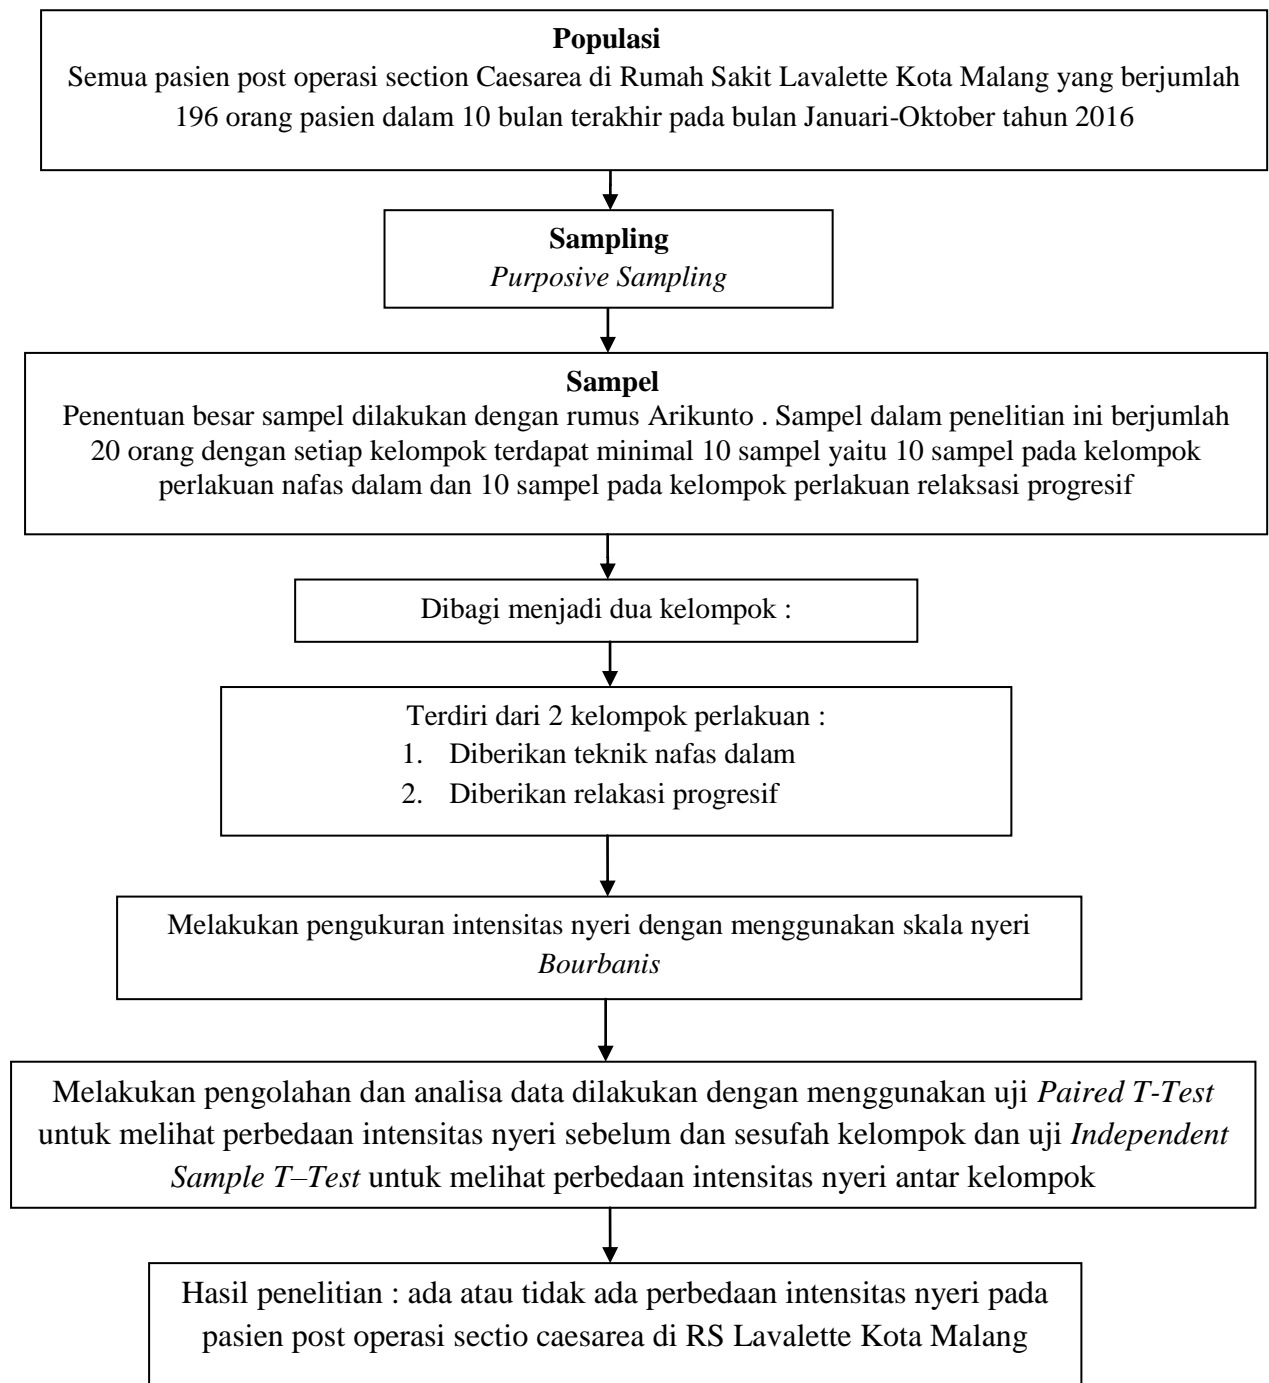 Populasi
Semua pasien post operasi section Caesarea di Rumah Sakit Lavalette Kota Malang yang berjumlah
196 orang pasien dalam 10 bulan terakhir pada bulan Januari-Oktober tahun 2016
Sampling
Purposive Sampling
Sampel
Penentuan besar sampel dilakukan dengan rumus Arikunto . Sampel dalam penelitian ini berjumlah
20 orang dengan setiap kelompok terdapat minimal 10 sampel yaitu 10 sampel pada kelompok
perlakuan nafas dalam dan 10 sampel pada kelompok perlakuan relaksasi progresif
Dibagi menjadi dua kelompok :
Terdiri dari 2 kelompok perlakuan :
1. Diberikan teknik nafas dalam
2. Diberikan relakasi progresif
Melakukan pengukuran intensitas nyeri dengan menggunakan skala nyeri
Bourbanis
Melakukan pengolahan dan analisa data dilakukan dengan menggunakan uji Paired T-Test
untuk melihat perbedaan intensitas nyeri sebelum dan sesufah kelompok dan uji Independent
Sample T–Test untuk melihat perbedaan intensitas nyeri antar kelompok
Hasil penelitian : ada atau tidak ada perbedaan intensitas nyeri pada
pasien post operasi sectio caesarea di RS Lavalette Kota Malang